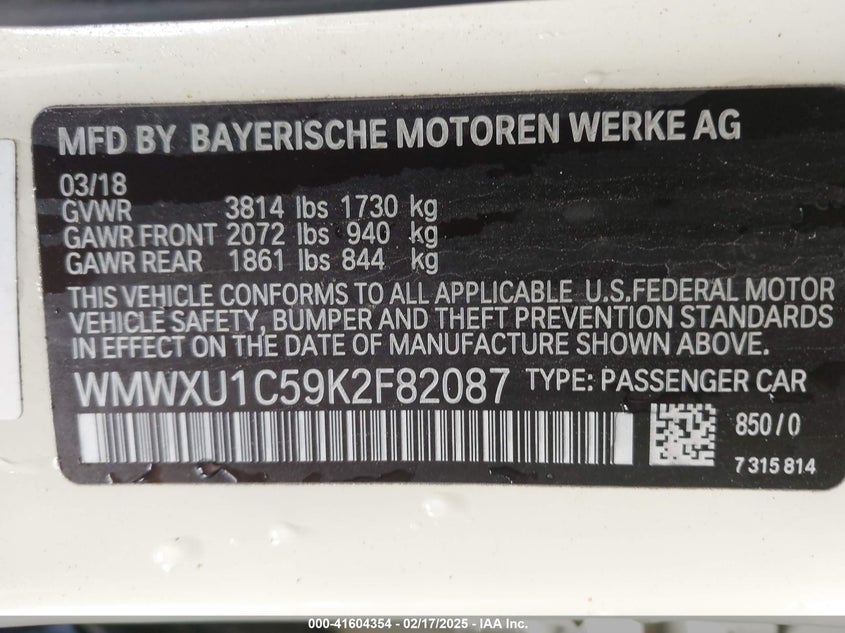 MFD BY BAYERISCHE MOTOREN WERKE AG
03/18
GVWR 3814 lbs 1730 kg
GAWR FRONT 2072 lbs 940 kg
GAWR REAR 1861 lbs 844 kg
THIS VEHICLE CONFORMS TO ALL APPLICABLE U.S.FEDERAL MOTOR
VEHICLE SAFETY, BUMPER AND THEFT PREVENTION STANDARDS
IN EFFECT ON THE DATE OF MANUFACTURE SHOWN ABOVE.
WMWXU1C59K2F82087 TYPE: PASSENGER CAR
850/0
7 315 814
000-41604354 - 02/17/2025 - IAA Inc.